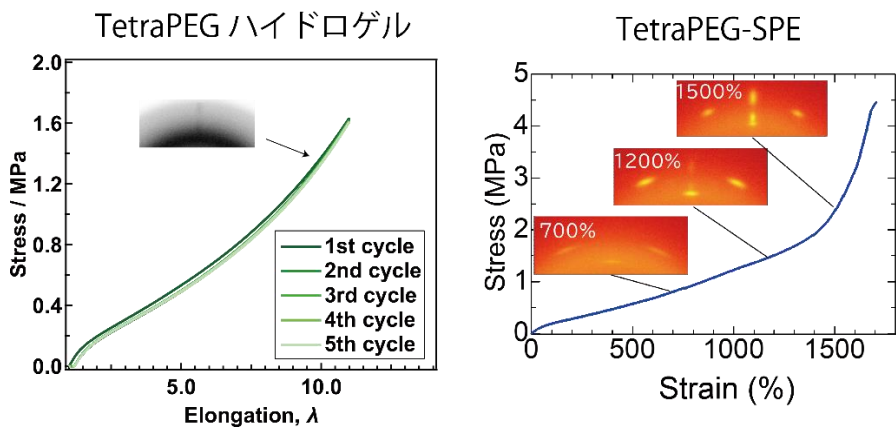 TetraPEG ハイドロゲル
2.0
1.6
1.2
0.8
0.4
0.0
Stress / MPa
1st cycle
2nd cycle
3rd cycle
4th cycle
5th cycle
5.0
10.0
Elongation, λ
TetraPEG-SPE
5
4
3
2
1
0
Stress (MPa)
1500%
1200%
700%
0
500
1000
1500
Strain (%)